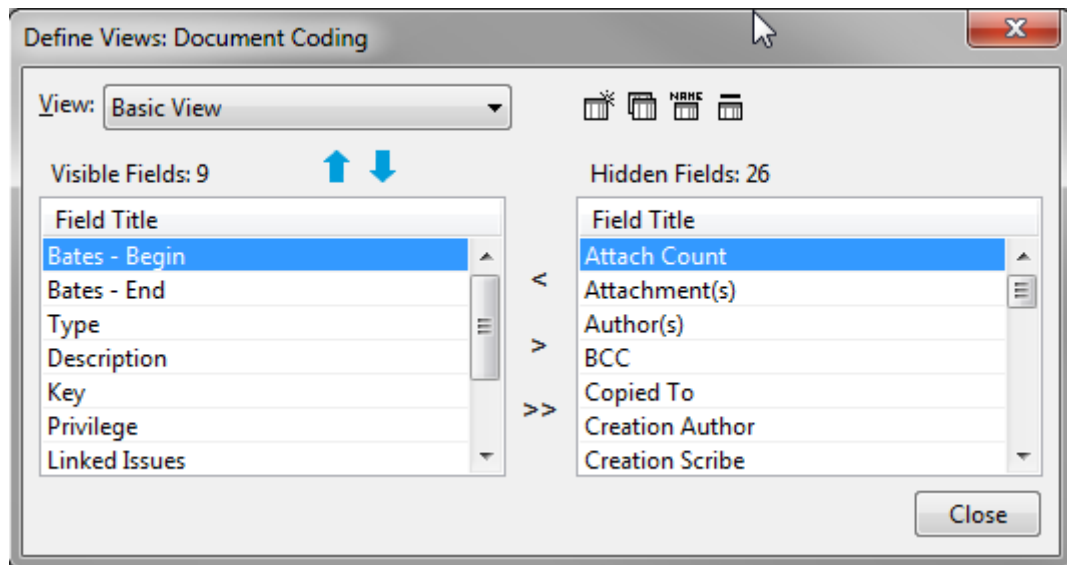 Define Views: Document Coding
View: Basic View
NAME
Visible Fields: 9
Hidden Fields: 26
Field Title
Bates - Begin
Bates - End
Type
Description
Key
Privilege
Linked Issues
<
>
>>
Field Title
Attach Count
Attachment(s)
Author(s)
BCC
Copied To
Creation Author
Creation Scribe
Close